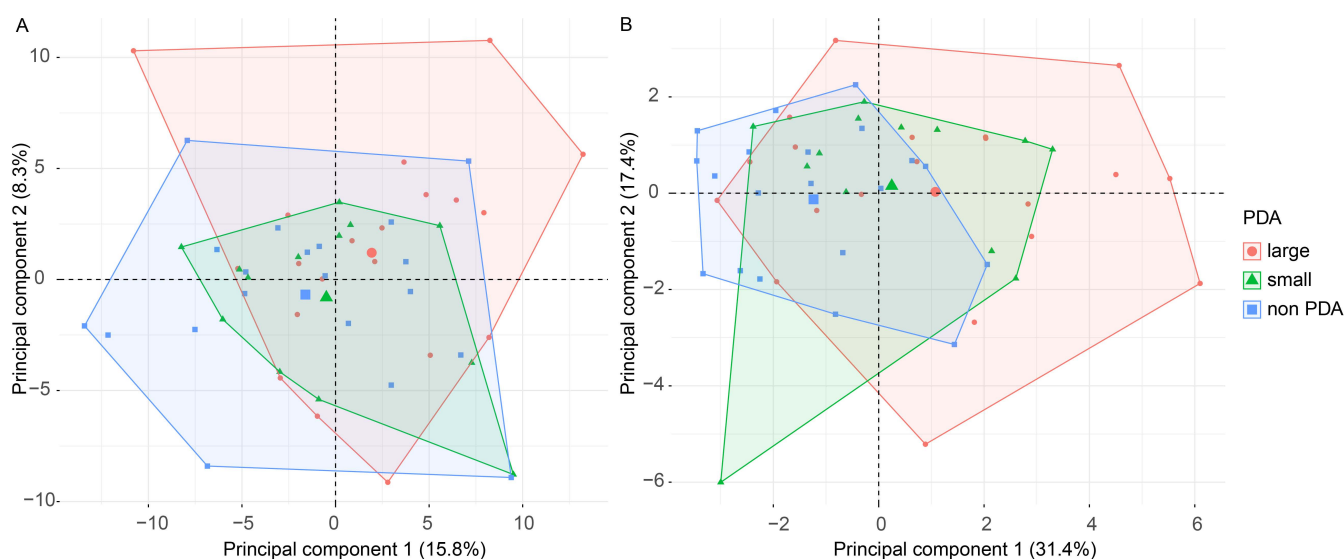 A
Principal component 2 (8.3%)
10
5
0
−5
−10
−10
−5
0
5
10
Principal component 1 (15.8%)
B
Principal component 2 (17.4%)
2
0
−2
−4
−6
−2
0
2
4
6
Principal component 1 (31.4%)
PDA
large
small
non PDA